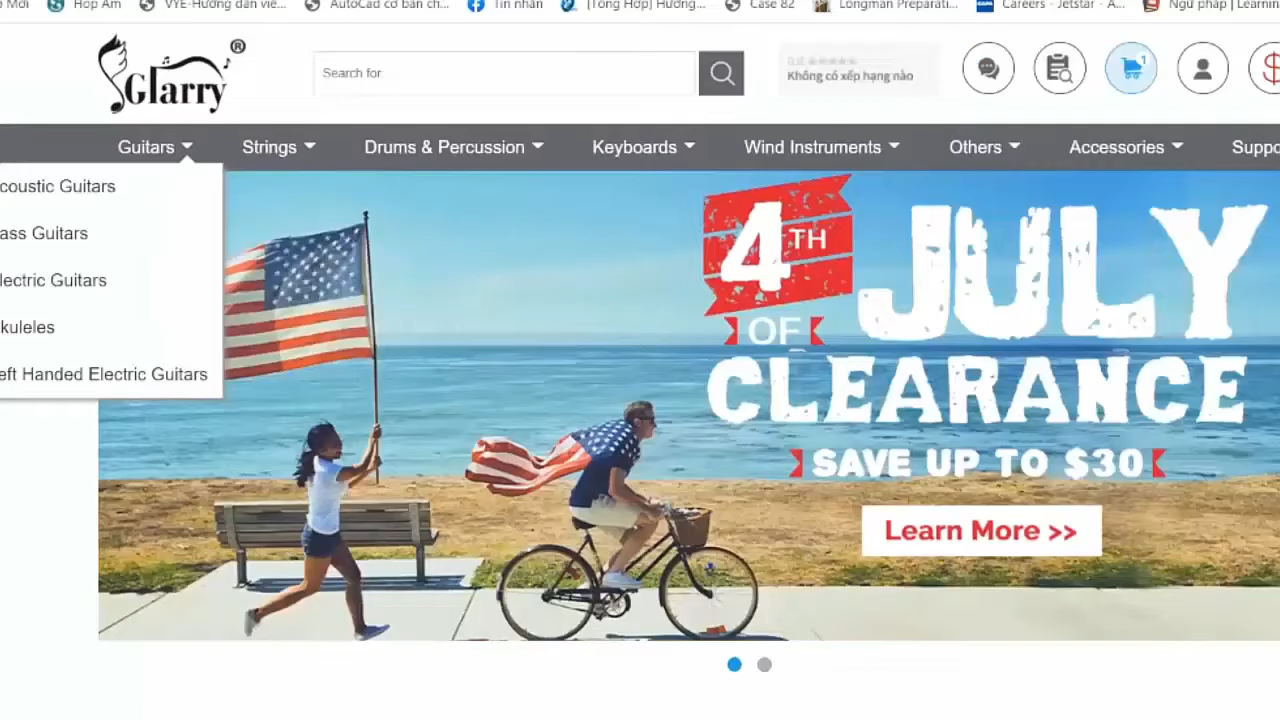 Mới
Hợp Âm
VYE-Hướng dẫn viê...
AutoCad cơ bản ch...
Tin nhắn
[Tổng Hợp] Hướng...
Case 82
Longman Preparati...
Careers - Jetstar - A...
Ngữ pháp | Learnin
Glarry®
Search for
Không có xếp hạng nào
1
Guitars
Strings
Drums & Percussion
Keyboards
Wind Instruments
Others
Accessories
Suppo
coustic Guitars
ass Guitars
lectric Guitars
kuleles
eft Handed Electric Guitars
4TH
OF
JULY
CLEARANCE
SAVE UP TO $30
Learn More >>